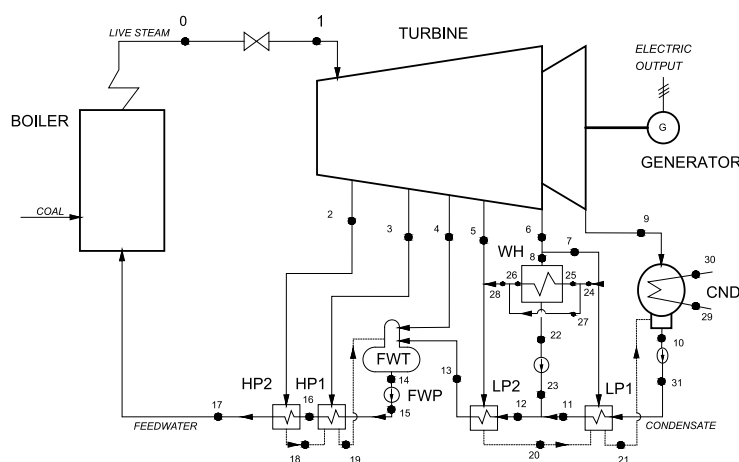 0
1
LIVE STEAM
TURBINE
ELECTRIC
OUTPUT
BOILER
G
GENERATOR
COAL
2
3
4
5
6
7
9
WH
8
26
25
28
24
27
30
CND
29
22
10
FWT
14
FWP
13
23
31
HP2
HP1
LP2
LP1
17
16
15
12
11
FEEDWATER
CONDENSATE
18
19
20
21